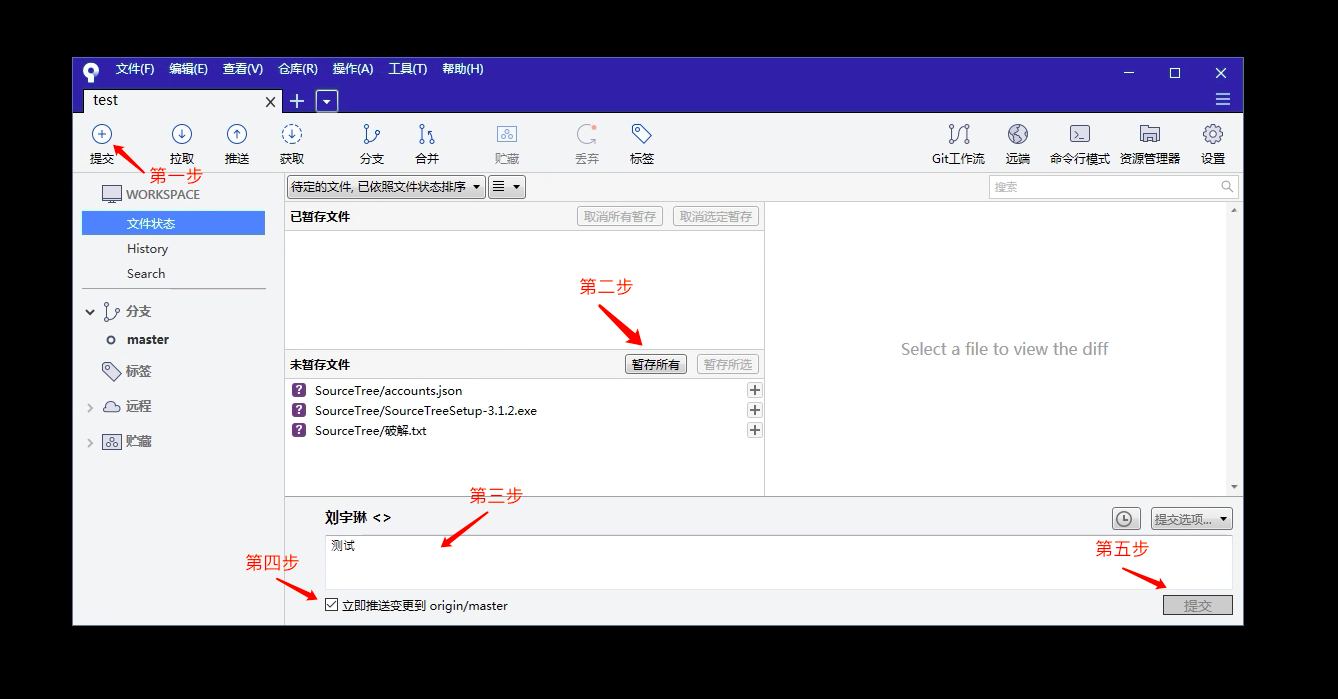 文件(F) 编辑(E) 查看(V) 仓库(R) 操作(A) 工具(T) 帮助(H)
test
提交 拉取 推送 获取 分支 合并 贮藏 丢弃 标签 Git工作流 远端 命令行模式 资源管理器 设置
第一步
WORKSPACE
待定的文件, 已依照文件状态排序
搜索
文件状态
History
Search
分支
master
标签
远程
贮藏
已暂存文件 取消所有暂存 取消选定暂存
第二步
未暂存文件 暂存所有 暂存所选
SourceTree/accounts.json
SourceTree/SourceTreeSetup-3.1.2.exe
SourceTree/破解.txt
Select a file to view the diff
第三步
刘宇琳 <>
提交选项...
测试
第四步
第五步
立即推送变更到 origin/master
提交